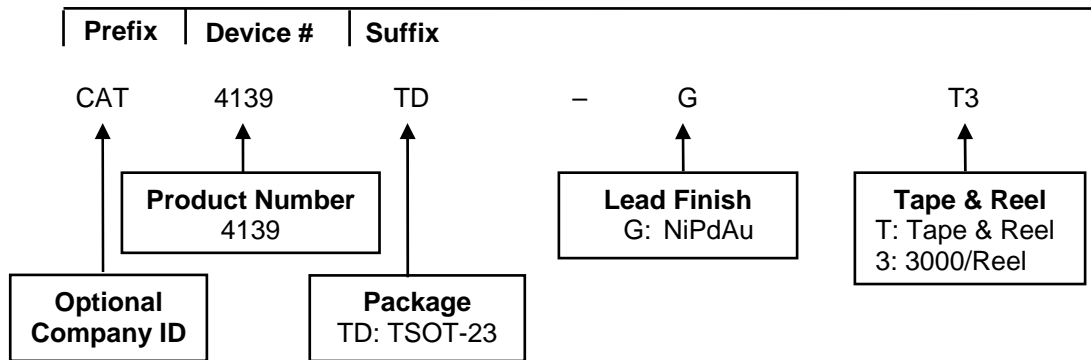 Prefix Device # Suffix
CAT 4139 TD – G T3
Product Number
4139
Lead Finish
G: NiPdAu
Tape & Reel
T: Tape & Reel
3: 3000/Reel
Optional
Company ID
Package
TD: TSOT-23